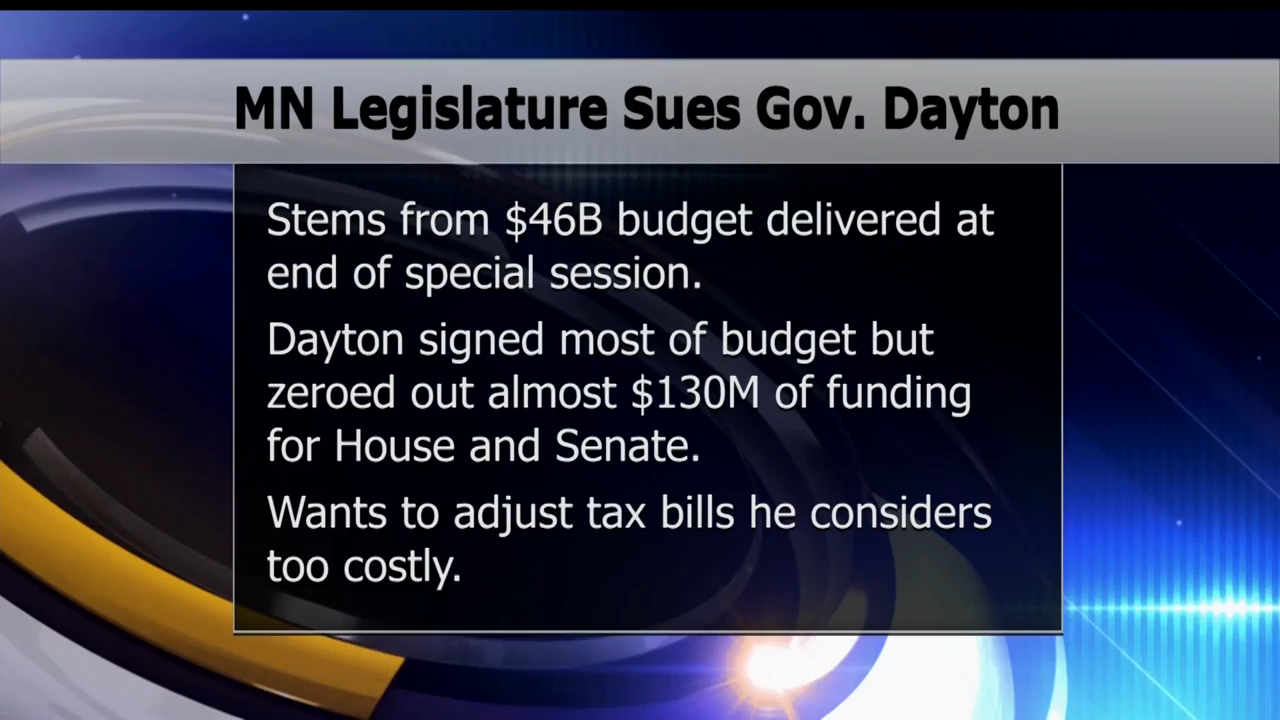 MN Legislature Sues Gov. Dayton
Stems from $46B budget delivered at
end of special session.
Dayton signed most of budget but
zeroed out almost $130M of funding
for House and Senate.
Wants to adjust tax bills he considers
too costly.